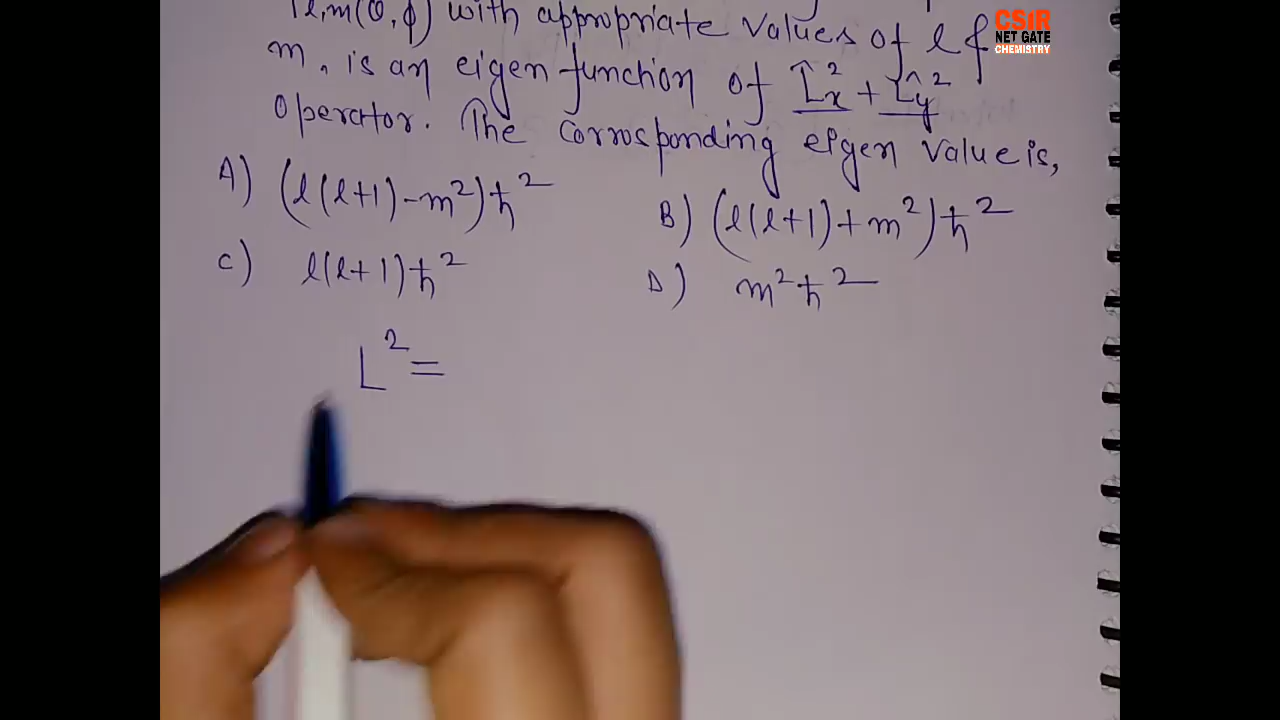 Yl,m(θ,φ) with appropriate values of l &
m, is an eigen function of L̂x² + L̂y²
operator. The corrosponding eigen value is,
A) (l(l+1)-m²)ħ²
B) (l(l+1)+m²)ħ²
C) l(l+1)ħ²
D) m²ħ²
L² =
CSIR
NET GATE
CHEMISTRY